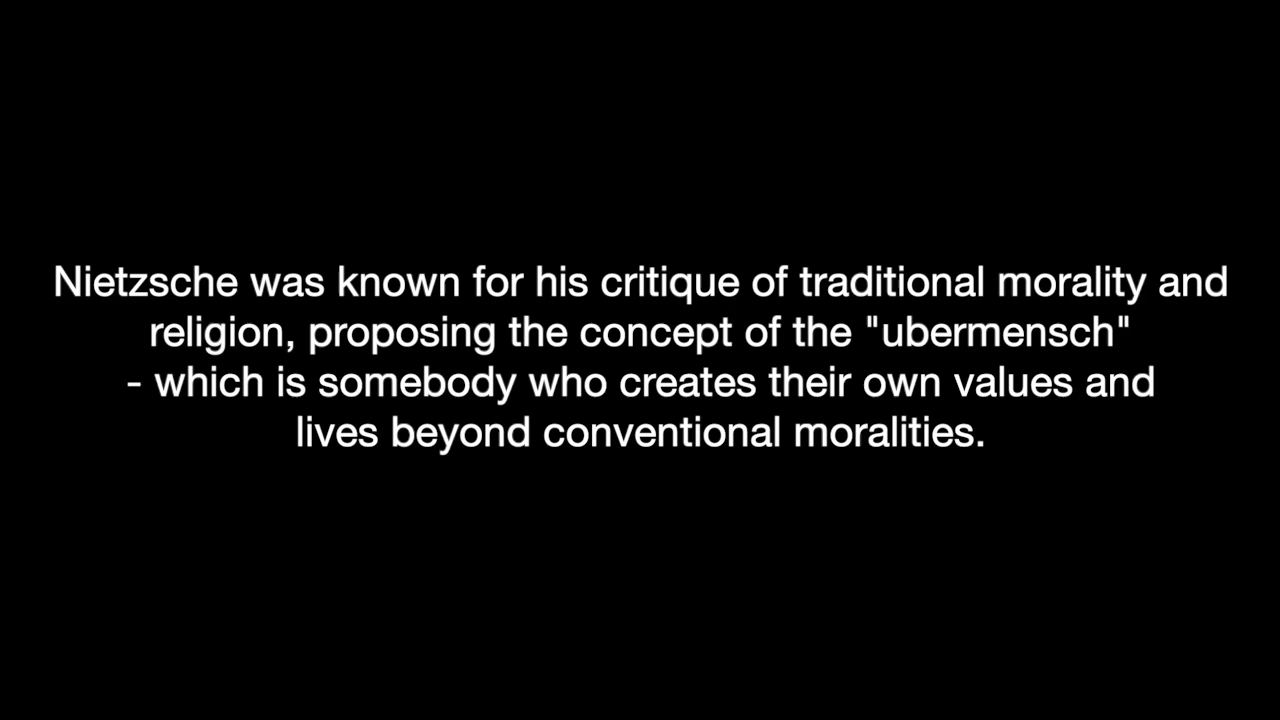 Nietzsche was known for his critique of traditional morality and
religion, proposing the concept of the "ubermensch"
- which is somebody who creates their own values and
lives beyond conventional moralities.